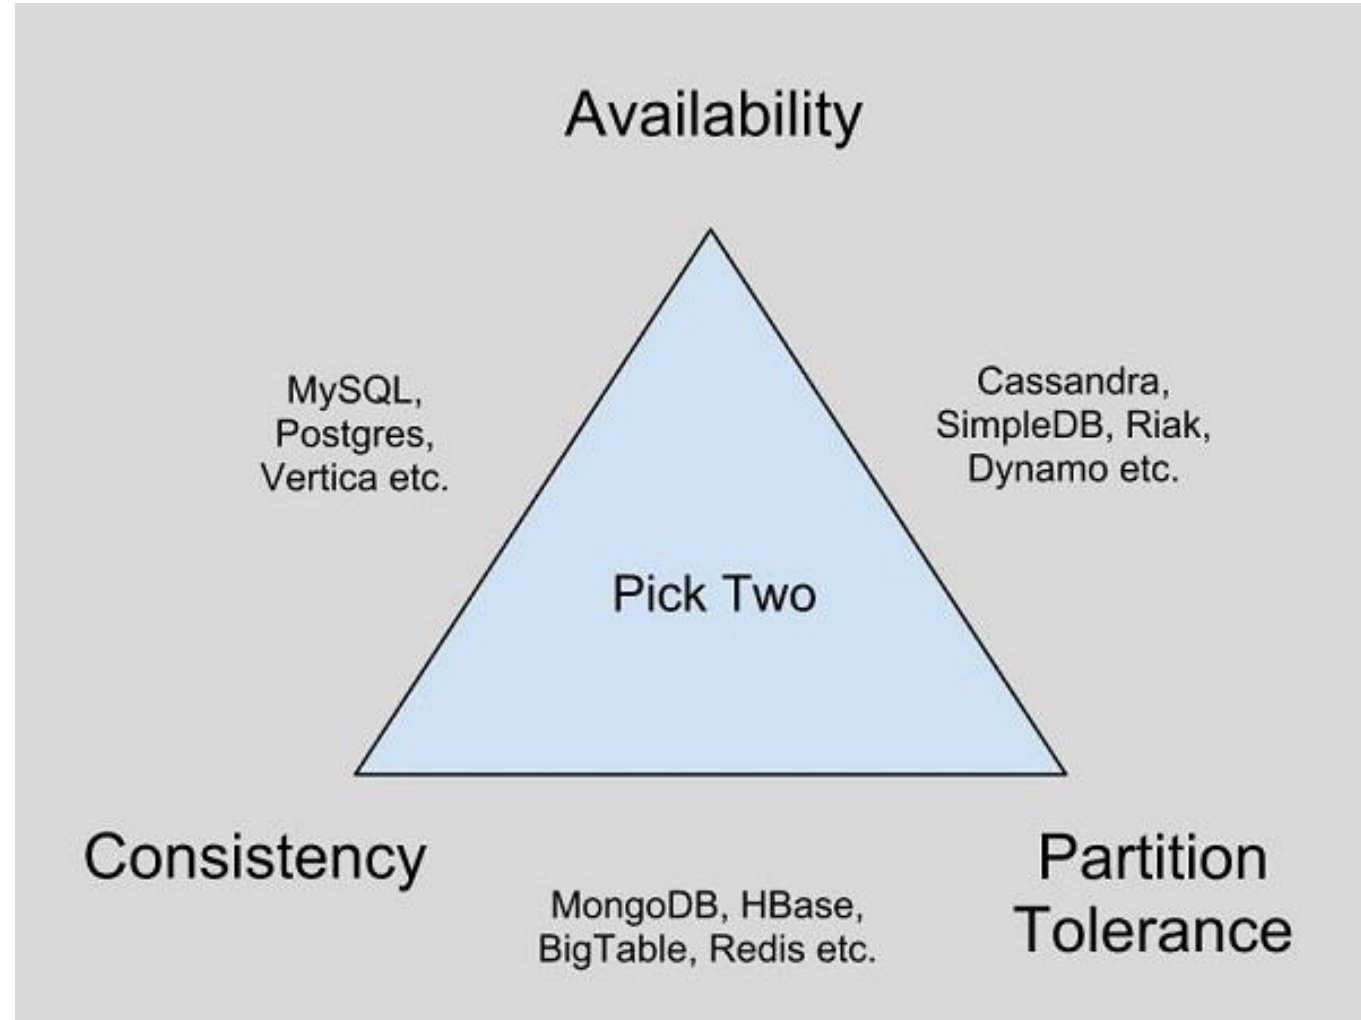 Availability
MySQL,
Postgres,
Vertica etc.
Cassandra,
SimpleDB, Riak,
Dynamo etc.
Pick Two
Consistency
Partition
Tolerance
MongoDB, HBase,
BigTable, Redis etc.